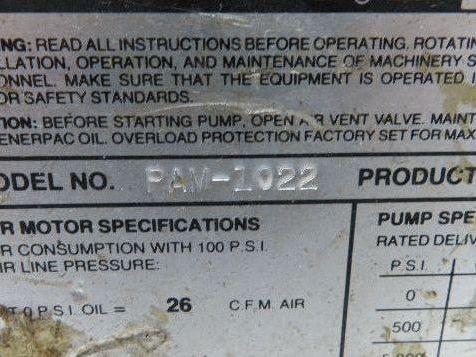 NG: READ ALL INSTRUCTIONS BEFORE OPERATING. ROTATIN
LLATION, OPERATION, AND MAINTENANCE OF MACHINERY S
ONNEL. MAKE SURE THAT THE EQUIPMENT IS OPERATED
OR SAFETY STANDARDS.
TION: BEFORE STARTING PUMP, OPEN AIR VENT VALVE. MAINT
ENERPAC OIL. OVERLOAD PROTECTION FACTORY SET FOR MAX
ODEL NO. PAM-1022 PRODUCT
R MOTOR SPECIFICATIONS
R CONSUMPTION WITH 100 P.S.I.
IR LINE PRESSURE:
T 0 P.S.I. OIL = 26 C.F.M. AIR
PUMP SPE
RATED DELIV
P.S.I.
0
500